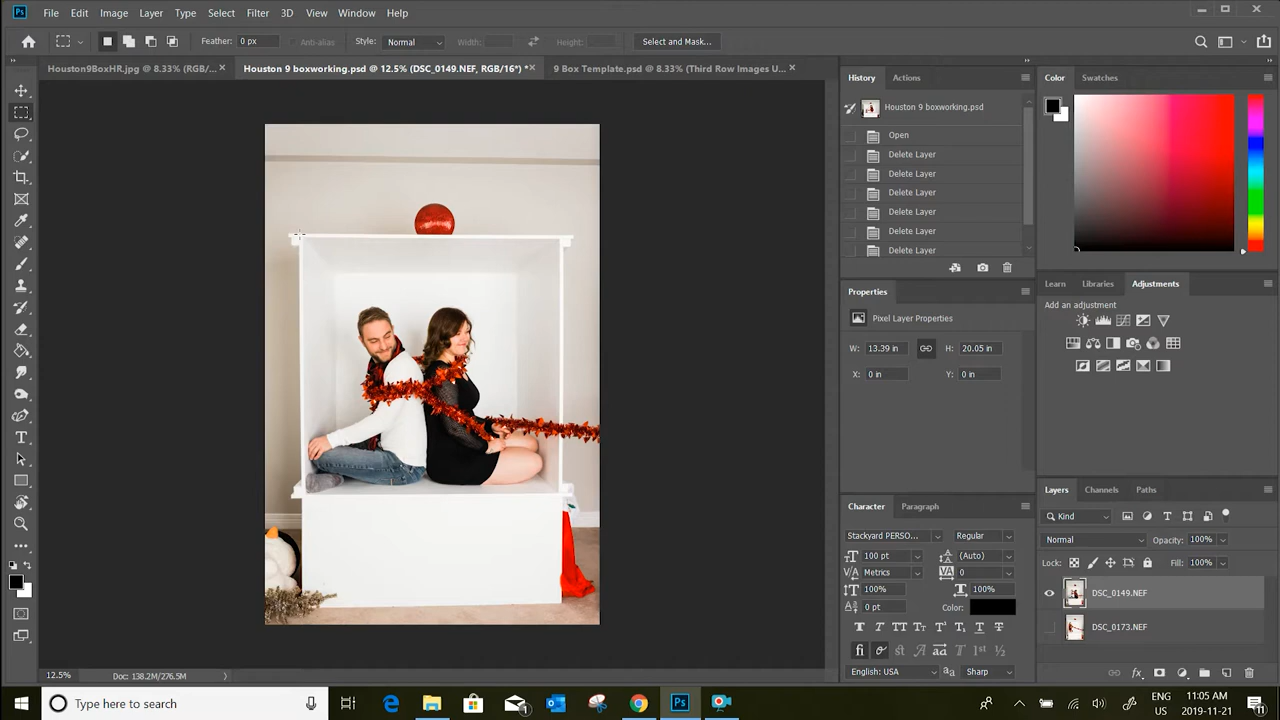 Ps File Edit Image Layer Type Select Filter 3D View Window Help
Feather: 0 px Anti-alias Style: Normal Width: Height: Select and Mask...
Houston9BoxHR.jpg @ 8.33% (RGB/... × Houston 9 boxworking.psd @ 12.5% (DSC_0149.NEF, RGB/16*) * × 9 Box Template.psd @ 8.33% (Third Row Images U... ×
History Actions
Houston 9 boxworking.psd
Open
Delete Layer
Delete Layer
Delete Layer
Delete Layer
Delete Layer
Delete Layer
Color Swatches
Properties
Pixel Layer Properties
W: 13.39 in H: 20.05 in
X: 0 in Y: 0 in
Learn Libraries Adjustments
Add an adjustment
Character Paragraph
Stackyard PERSO... Regular
100 pt (Auto)
Metrics 0
100% 100%
0 pt Color:
English: USA Sharp
Layers Channels Paths
Kind
Normal Opacity: 100%
Lock: Fill: 100%
DSC_0149.NEF
DSC_0173.NEF
12.5% Doc: 138.2M/276.5M
Type here to search
ENG
US
11:05 AM
2019-11-21